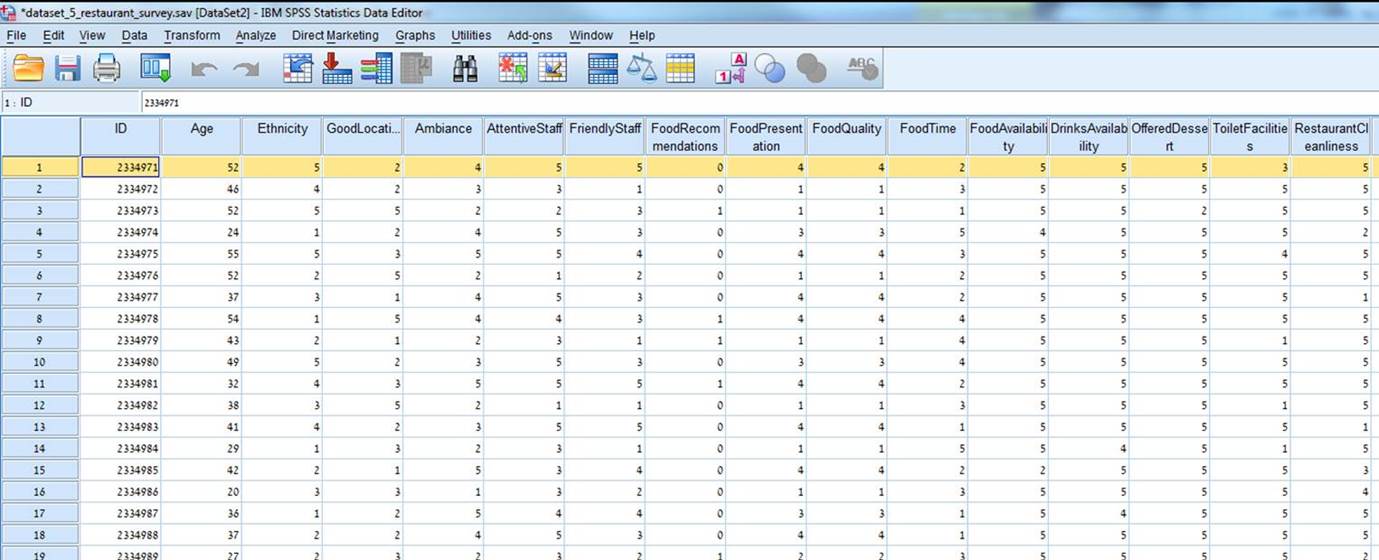 *dataset_5_restaurant_survey.sav [DataSet2] - IBM SPSS Statistics Data Editor
File Edit View Data Transform Analyze Direct Marketing Graphs Utilities Add-ons Window Help
1 : ID 2334971
ID Age Ethnicity GoodLocati... Ambiance AttentiveStaff FriendlyStaff FoodRecom FoodPresent FoodQuality FoodTime FoodAvailabili DrinksAvailab OfferedDesse ToiletFacilitie RestaurantCl
mendations ation ty ility rt s eanliness
1 2334971 52 5 2 4 5 5 0 4 4 2 5 5 5 3 5
2 2334972 46 4 2 3 3 1 0 1 1 3 5 5 5 5 5
3 2334973 52 5 5 2 2 3 1 1 1 1 5 5 2 5 5
4 2334974 24 1 2 4 5 3 0 3 3 5 4 5 5 5 2
5 2334975 55 5 3 5 5 4 0 4 4 3 5 5 5 4 5
6 2334976 52 2 5 2 1 2 0 1 1 2 5 5 5 5 5
7 2334977 37 3 1 4 5 3 0 4 4 2 5 5 5 5 1
8 2334978 54 1 5 4 4 3 1 4 4 4 5 5 5 5 5
9 2334979 43 2 1 2 3 1 1 1 1 4 5 5 5 1 5
10 2334980 49 5 2 3 5 3 0 3 3 4 5 5 5 5 5
11 2334981 32 4 3 5 5 5 1 4 4 2 5 5 5 5 5
12 2334982 38 3 5 2 1 1 0 1 1 3 5 5 5 1 5
13 2334983 41 4 2 3 5 5 0 4 4 1 5 5 5 5 1
14 2334984 29 1 3 2 3 1 0 1 1 5 5 4 5 1 5
15 2334985 42 2 1 5 3 4 0 4 4 2 2 5 5 5 3
16 2334986 20 3 3 1 3 2 0 1 1 3 5 5 5 5 4
17 2334987 36 1 2 5 4 4 0 3 3 1 5 4 5 5 5
18 2334988 37 2 2 4 5 3 0 4 4 2 5 5 5 5 5
19 2334989 27 2 3 2 3 2 1 2 2 3 5 5 5 5 2